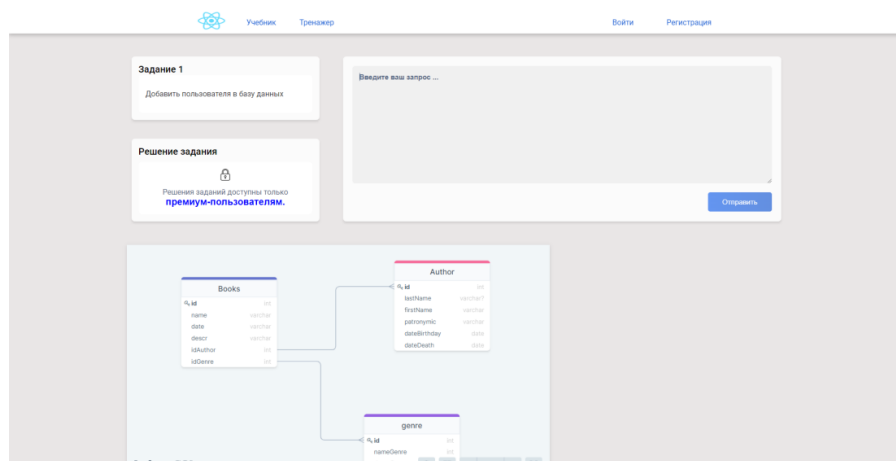 Учебник Тренажер Войти Регистрация
Задание 1
Добавить пользователя в базу данных
Введите ваш запрос ...
Решение задания
Решения заданий доступны только
премиум-пользователям.
Отправить
Books
id int
name varchar
date varchar
descr varchar
idAuthor int
idGenre int
Author
id int
lastName varchar?
firstName varchar
patronymic varchar
dateBirthday date
dateDeath date
genre
id int
nameGenre int